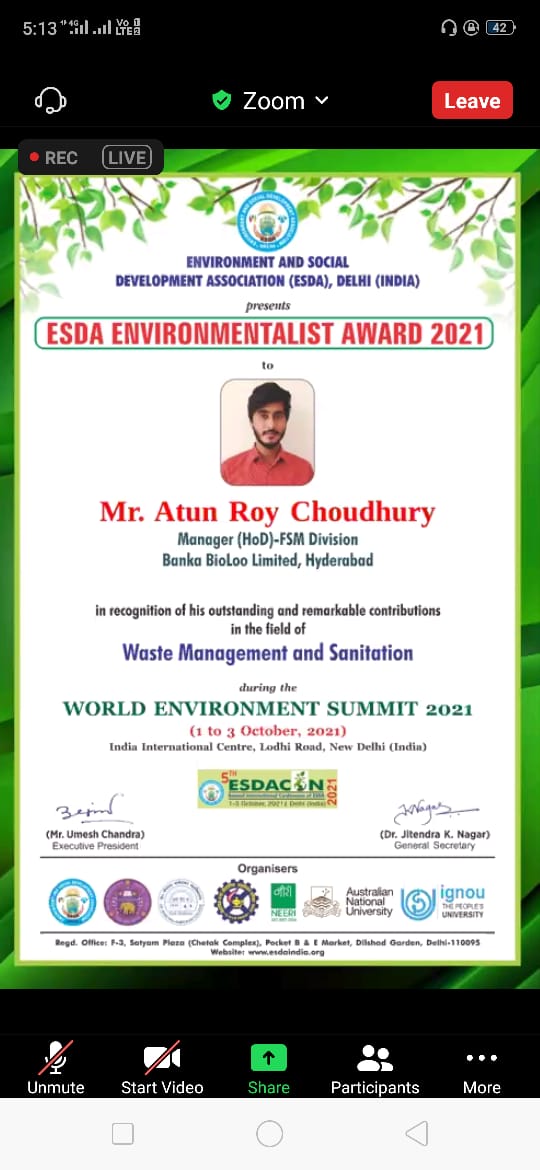 5:13 4G Vo LTE 1 2 42
Zoom
Leave
REC LIVE
ENVIRONMENT AND SOCIAL
DEVELOPMENT ASSOCIATION (ESDA), DELHI (INDIA)
presents
ESDA ENVIRONMENTALIST AWARD 2021
to
Mr. Atun Roy Choudhury
Manager (HoD)-FSM Division
Banka BioLoo Limited, Hyderabad
in recognition of his outstanding and remarkable contributions
in the field of
Waste Management and Sanitation
during the
WORLD ENVIRONMENT SUMMIT 2021
(1 to 3 October, 2021)
India International Centre, Lodhi Road, New Delhi (India)
5TH ESDACON 2021
1-3 October, 2021 | Delhi (India)
(Mr. Umesh Chandra)
Executive President
(Dr. Jitendra K. Nagar)
General Secretary
Organisers
नीरी
NEERI
Australian
National
University
ignou
THE PEOPLE'S
UNIVERSITY
Regd. Office: F-3, Satyam Plaza (Chetak Complex), Pocket B & E Market, Dilshad Garden, Delhi-110095
Website: www.esdaindia.org
Unmute Start Video Share Participants More